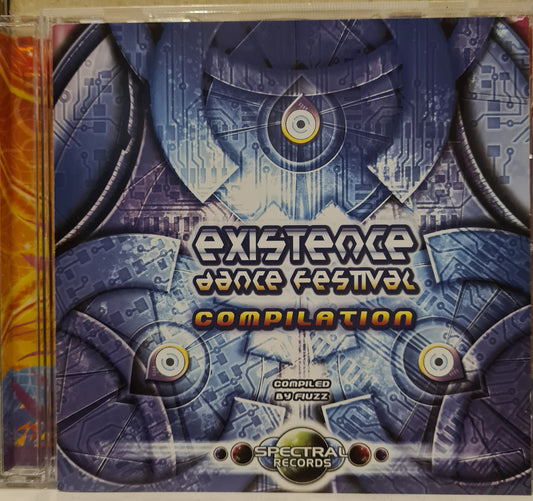 existence
dance festival
COMPILATION
COMPILED
BY FIUZZ
SPECTRAL
RECORDS